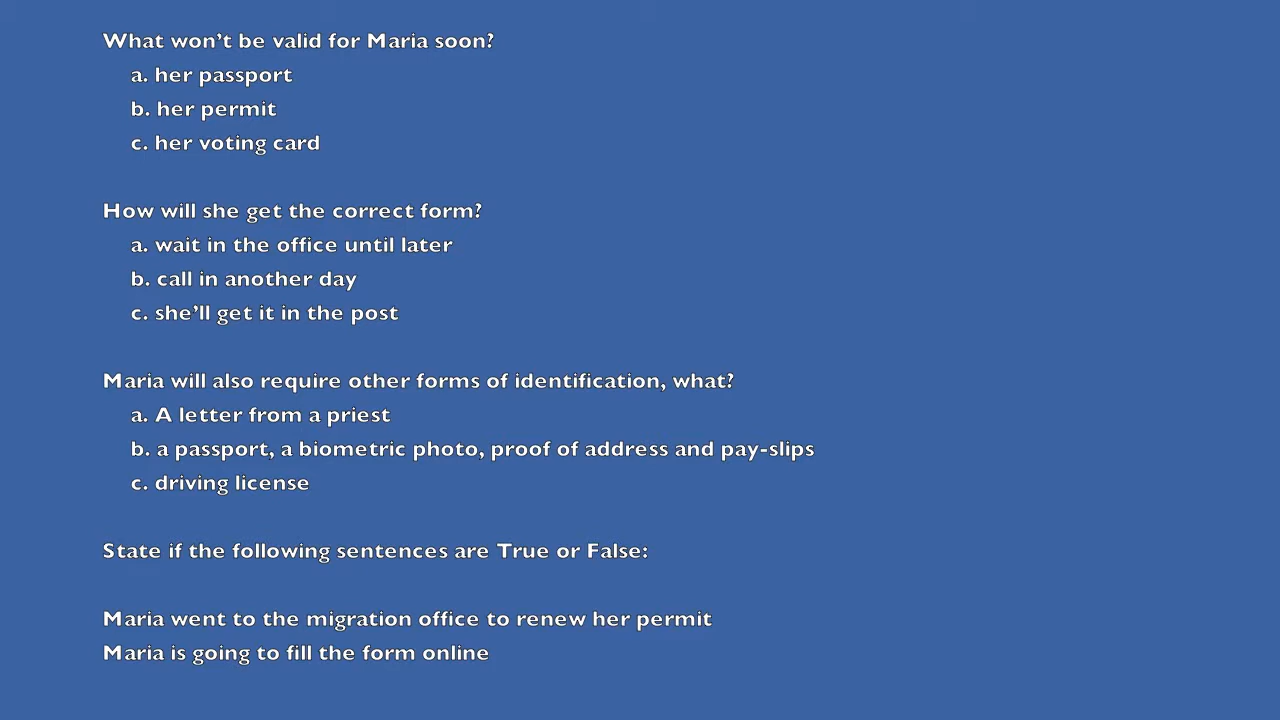 What won’t be valid for Maria soon?
a. her passport
b. her permit
c. her voting card
How will she get the correct form?
a. wait in the office until later
b. call in another day
c. she’ll get it in the post
Maria will also require other forms of identification, what?
a. A letter from a priest
b. a passport, a biometric photo, proof of address and pay-slips
c. driving license
State if the following sentences are True or False:
Maria went to the migration office to renew her permit
Maria is going to fill the form online